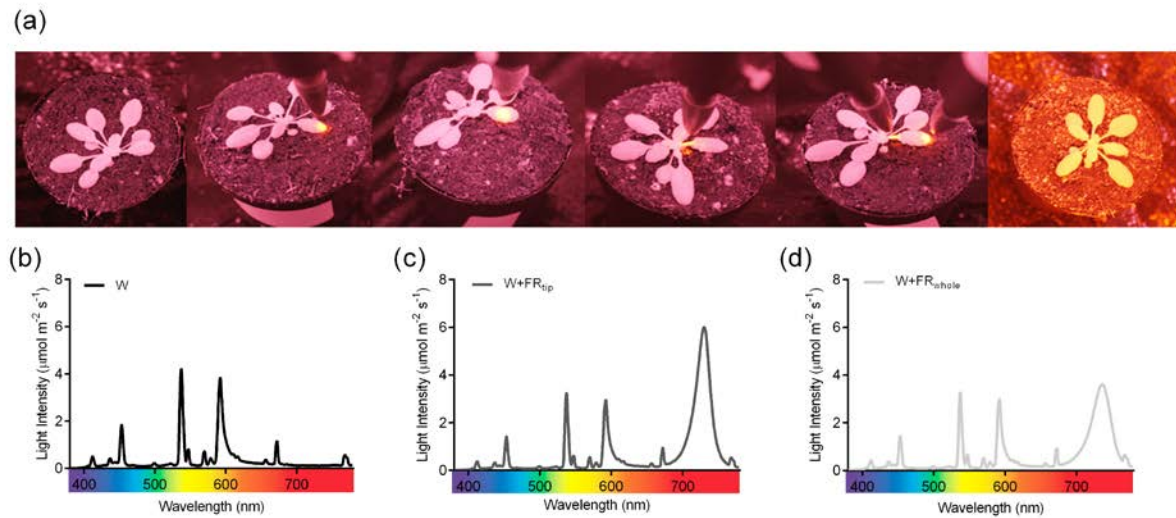 (a)
(b)
(c)
(d)
W
W+FRtip
W+FRwhole
Light Intensity (μmol m⁻² s⁻¹)
8
6
4
2
0
400
500
600
700
Wavelength (nm)
Light Intensity (μmol m⁻² s⁻¹)
8
6
4
2
0
400
500
600
700
Wavelength (nm)
Light Intensity (μmol m⁻² s⁻¹)
8
6
4
2
0
400
500
600
700
Wavelength (nm)